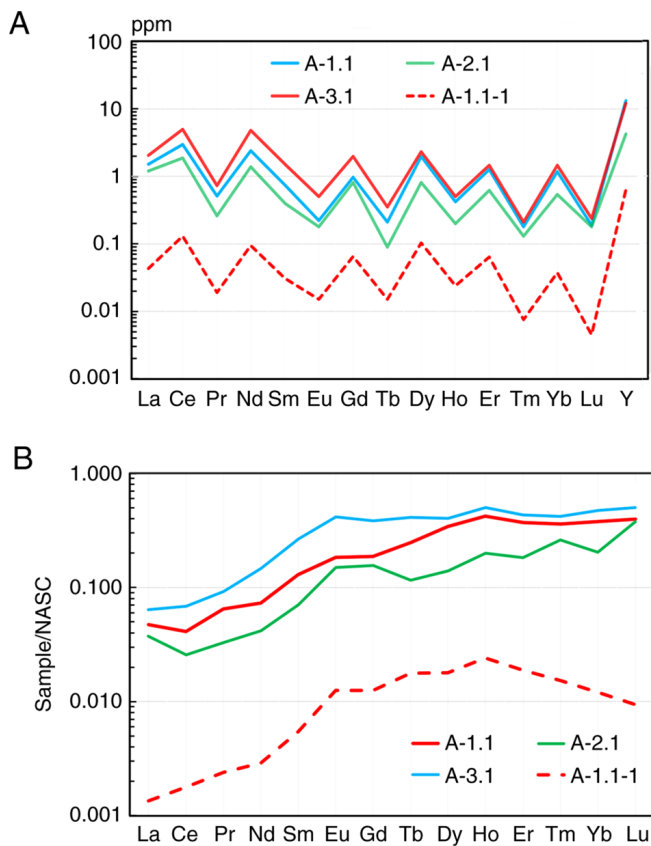 A
ppm
100
A-1.1 A-2.1
A-3.1 A-1.1-1
10
1
0.1
0.01
0.001
La Ce Pr Nd Sm Eu Gd Tb Dy Ho Er Tm Yb Lu Y
B
1.000
0.100
Sample/NASC
0.010
A-1.1 A-2.1
A-3.1 A-1.1-1
0.001
La Ce Pr Nd Sm Eu Gd Tb Dy Ho Er Tm Yb Lu